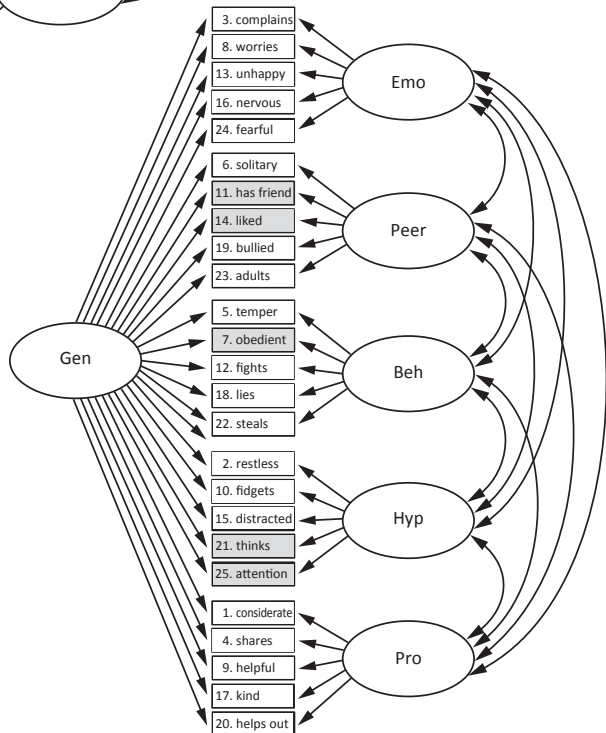 3. complains
8. worries
13. unhappy
16. nervous
24. fearful
Emo
6. solitary
11. has friend
14. liked
19. bullied
23. adults
Peer
5. temper
7. obedient
12. fights
18. lies
22. steals
Gen
Beh
2. restless
10. fidgets
15. distracted
21. thinks
25. attention
Hyp
1. considerate
4. shares
9. helpful
17. kind
20. helps out
Pro